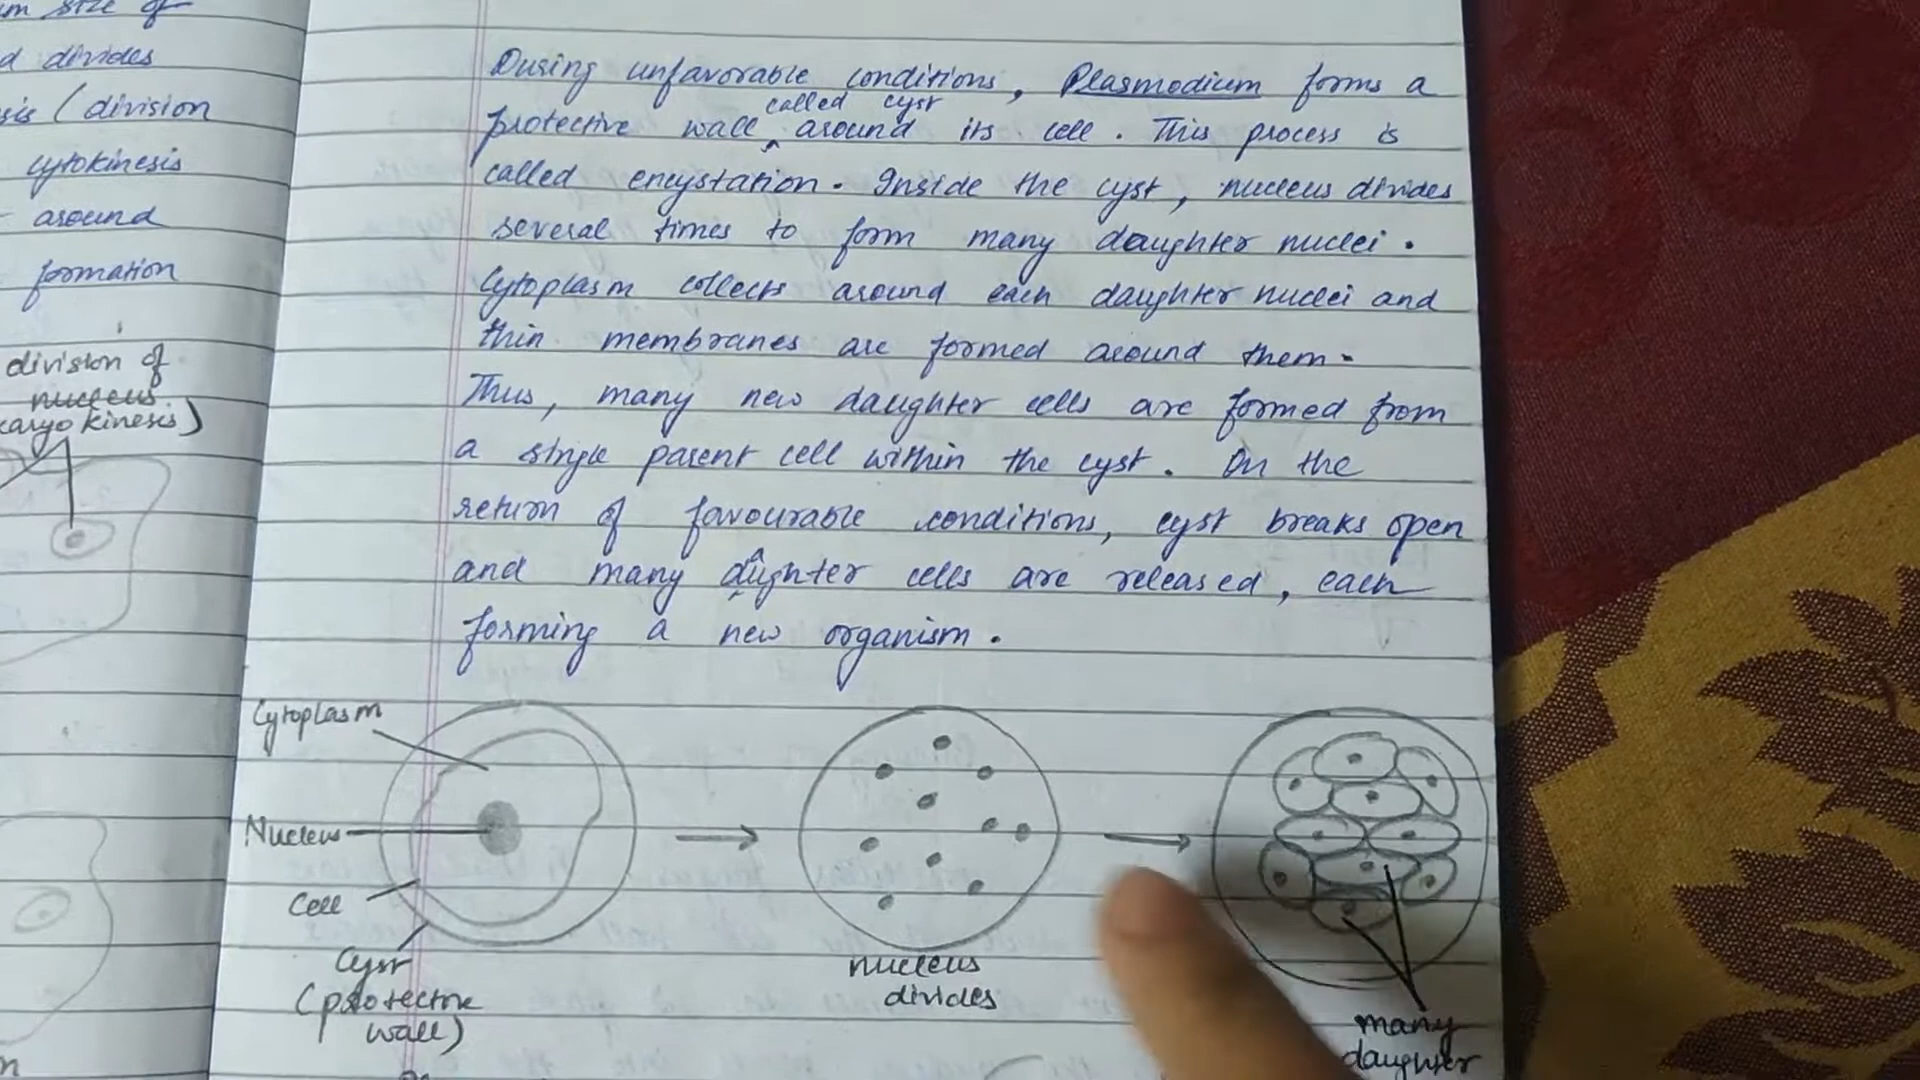 m size of
d divides
sis (division
cytokinesis
around
formation
division of
nucleus
karyokinesis)
During unfavorable conditions, Plasmodium forms a
called cyst
protective wall around its cell. This process is
called encystation. Inside the cyst, nucleus divides
several times to form many daughter nuclei.
Cytoplasm collects around each daughter nuclei and
thin membranes are formed around them.
Thus, many new daughter cells are formed from
a single parent cell within the cyst. On the
return of favourable conditions, cyst breaks open
and many daughter cells are released, each
forming a new organism.
Cytoplasm
Nucleus
Cell
Cyst
(protective
wall)
nucleus
divides
many
daughter